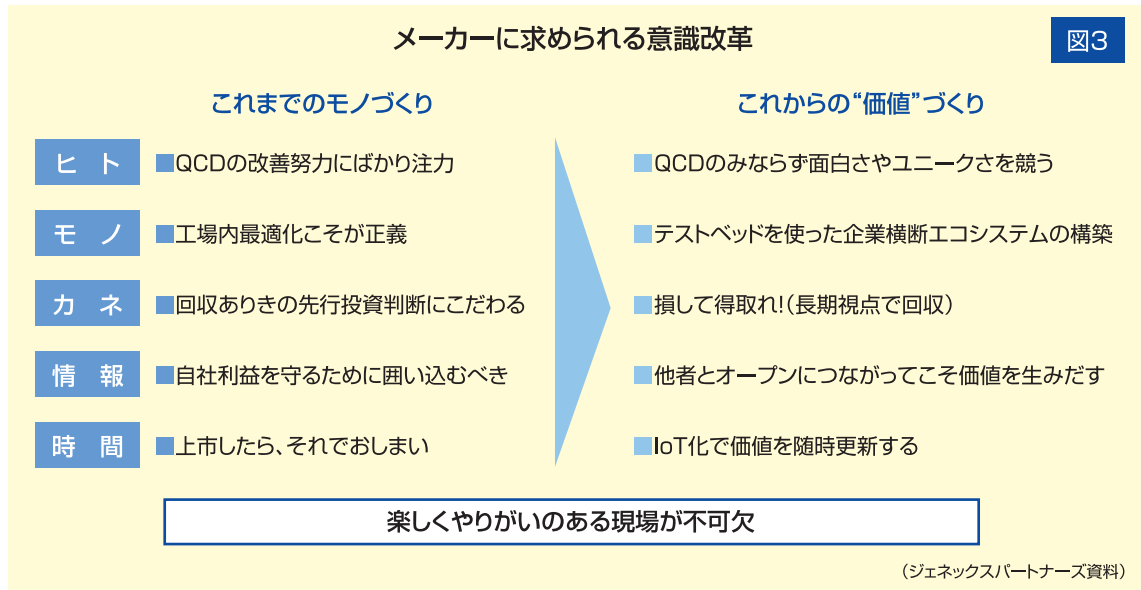 メーカーに求められる意識改革
図3
これまでのモノづくり
これからの“価値”づくり
ヒト
■QCDの改善努力にばかり注力
■QCDのみならず面白さやユニークさを競う
モノ
■工場内最適化こそが正義
■テストベッドを使った企業横断エコシステムの構築
カネ
■回収ありきの先行投資判断にこだわる
■損して得取れ!(長期視点で回収)
情報
■自社利益を守るために囲い込むべき
■他者とオープンにつながってこそ価値を生みだす
時間
■上市したら、それでおしまい
■IoT化で価値を随時更新する
楽しくやりがいのある現場が不可欠
(ジェネックスパートナーズ資料)